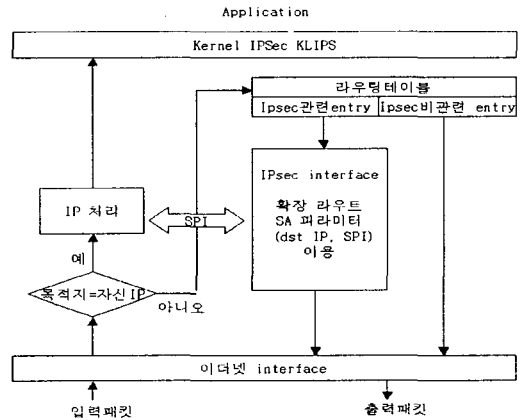 Application
Kernel IPSec KLIPS
라우팅테이블
Ipsec관련entry
Ipsec비관련 entry
IPsec interface
확장 라우트
SA 파라미터
(dst IP, SPI)
이용
IP 처리
SPI
예
목적지=자신IP
아니오
이더넷 interface
입력패킷
출력패킷